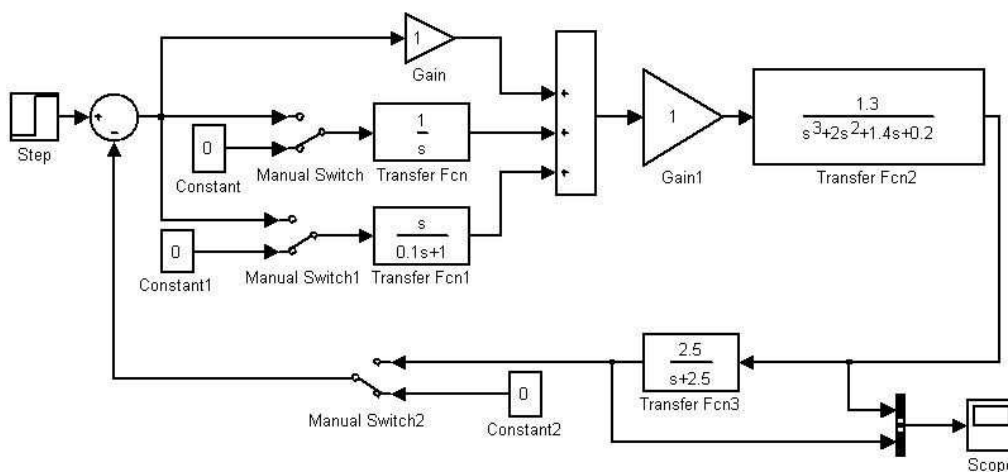 1
Gain
+
-
Step
+
+
+
1
Gain1
1.3
s³+2s²+1.4s+0.2
Transfer Fcn2
0
Constant
Manual Switch
1
s
Transfer Fcn
0
Constant1
Manual Switch1
s
0.1s+1
Transfer Fcn1
2.5
s+2.5
Transfer Fcn3
Manual Switch2
0
Constant2
Scope